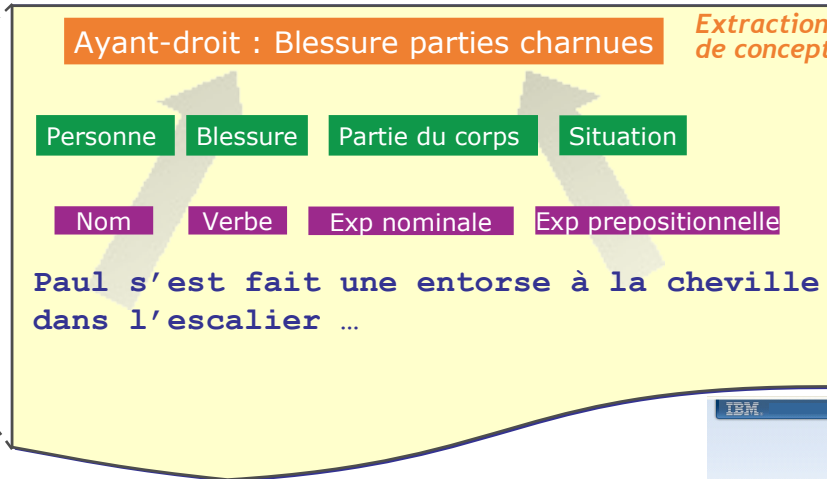 Extraction
de concept
Ayant-droit : Blessure parties charnues
Personne Blessure Partie du corps Situation
Nom Verbe Exp nominale Exp prepositionnelle
Paul s’est fait une entorse à la cheville
dans l’escalier …
IBM.